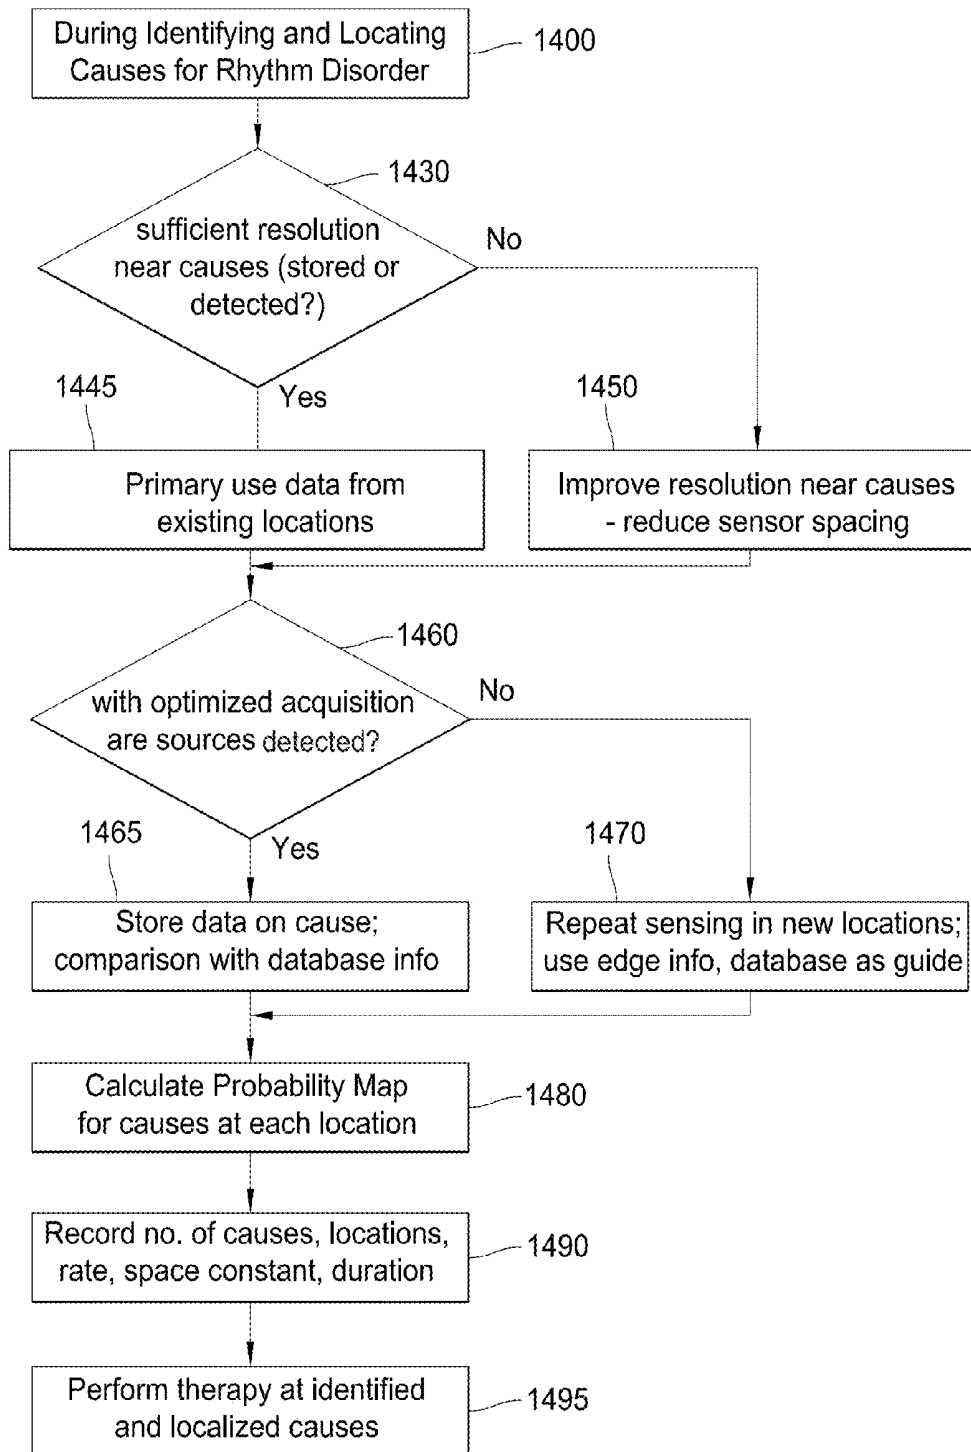 During Identifying and Locating
Causes for Rhythm Disorder
1400
1430
sufficient resolution
near causes (stored or
detected?)
No
Yes
1445
1450
Primary use data from
existing locations
Improve resolution near causes
- reduce sensor spacing
1460
with optimized acquisition
are sources detected?
No
Yes
1465
1470
Store data on cause;
comparison with database info
Repeat sensing in new locations;
use edge info, database as guide
Calculate Probability Map
for causes at each location
1480
Record no. of causes, locations,
rate, space constant, duration
1490
Perform therapy at identified
and localized causes
1495